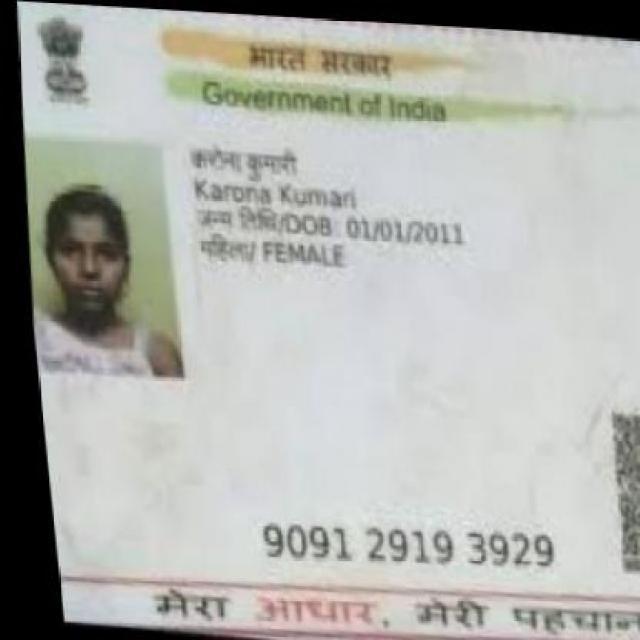 भारत सरकार
Government of India
करोना कुमारी
Karona Kumari
जन्म तिथि/DOB: 01/01/2011
महिला/ FEMALE
9091 2919 3929
मेरा आधार, मेरी पहचान